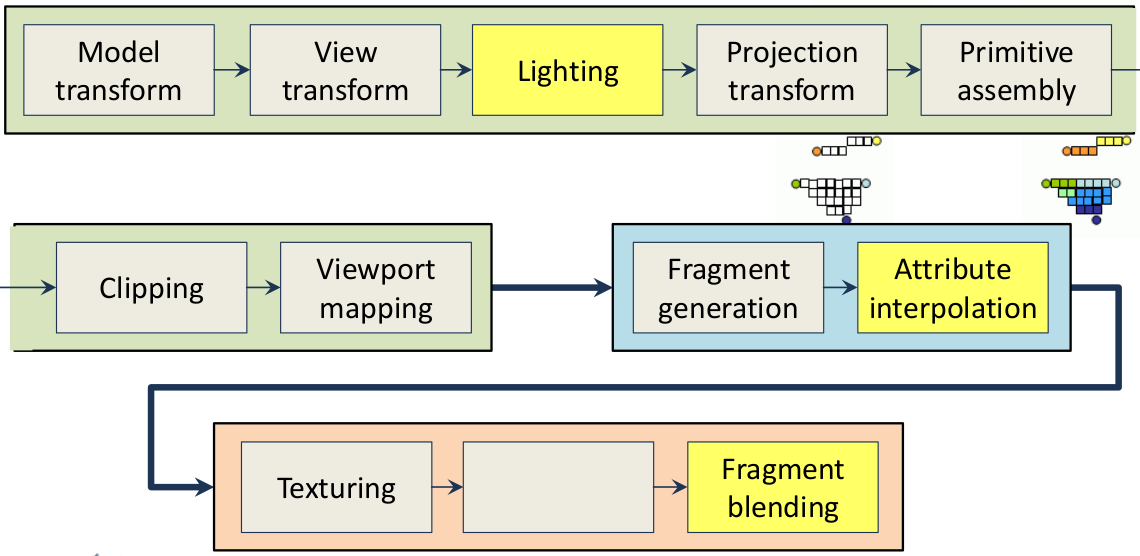 Model
transform
View
transform
Lighting
Projection
transform
Primitive
assembly
Clipping
Viewport
mapping
Fragment
generation
Attribute
interpolation
Texturing
Fragment
blending